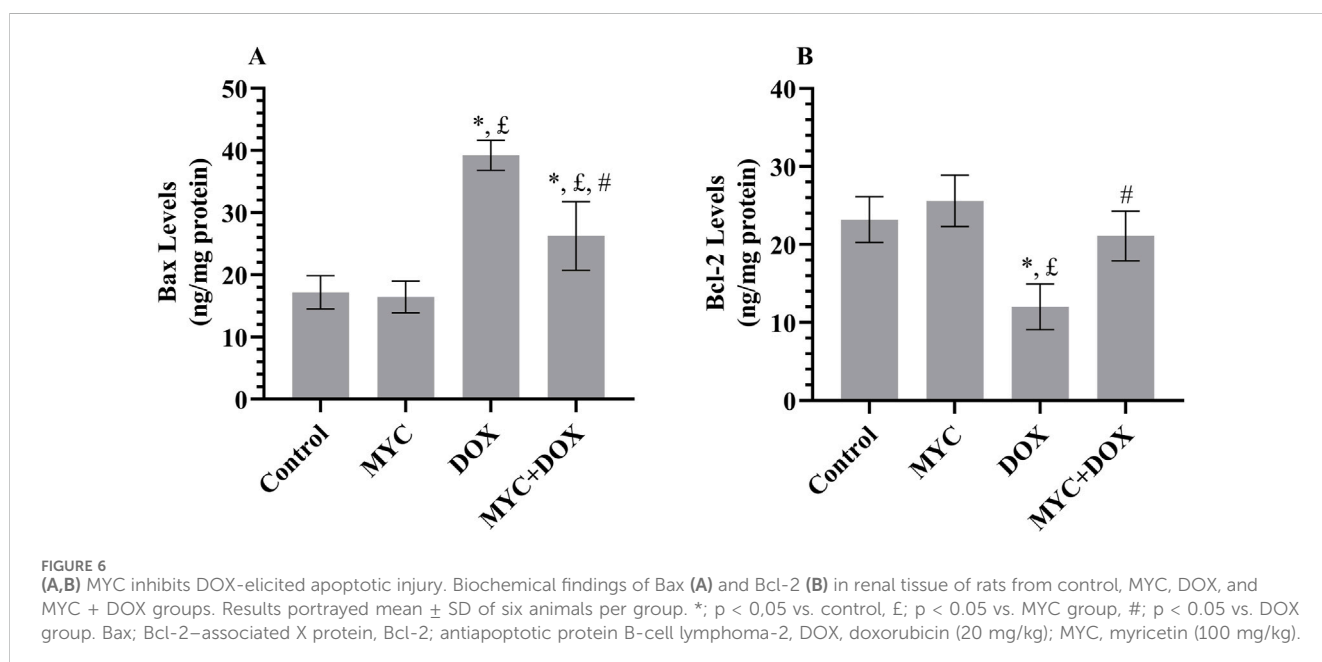 A
Bax Levels
(ng/mg protein)
50
40
30
20
10
0
*, £
*, £, #
Control
MYC
DOX
MYC+DOX
B
Bcl-2 Levels
(ng/mg protein)
40
30
20
10
0
*, £
#
Control
MYC
DOX
MYC+DOX
FIGURE 6
(A,B) MYC inhibits DOX-elicited apoptotic injury. Biochemical findings of Bax (A) and Bcl-2 (B) in renal tissue of rats from control, MYC, DOX, and
MYC + DOX groups. Results portrayed mean ± SD of six animals per group. *; p < 0,05 vs. control, £; p < 0.05 vs. MYC group, #; p < 0.05 vs. DOX
group. Bax; Bcl-2–associated X protein, Bcl-2; antiapoptotic protein B-cell lymphoma-2, DOX, doxorubicin (20 mg/kg); MYC, myricetin (100 mg/kg).